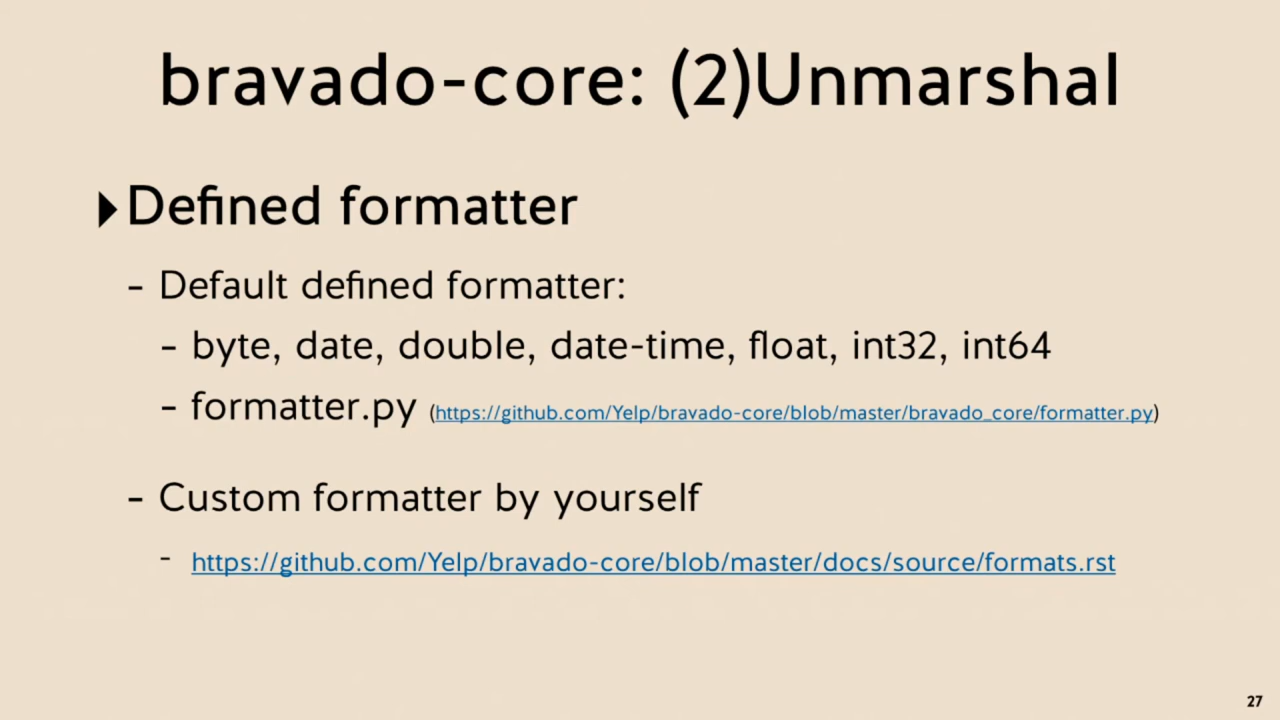 bravado-core: (2)Unmarshal
▸Defined formatter
- Default defined formatter:
- byte, date, double, date-time, float, int32, int64
- formatter.py (https://github.com/Yelp/bravado-core/blob/master/bravado_core/formatter.py)
- Custom formatter by yourself
- https://github.com/Yelp/bravado-core/blob/master/docs/source/formats.rst
27